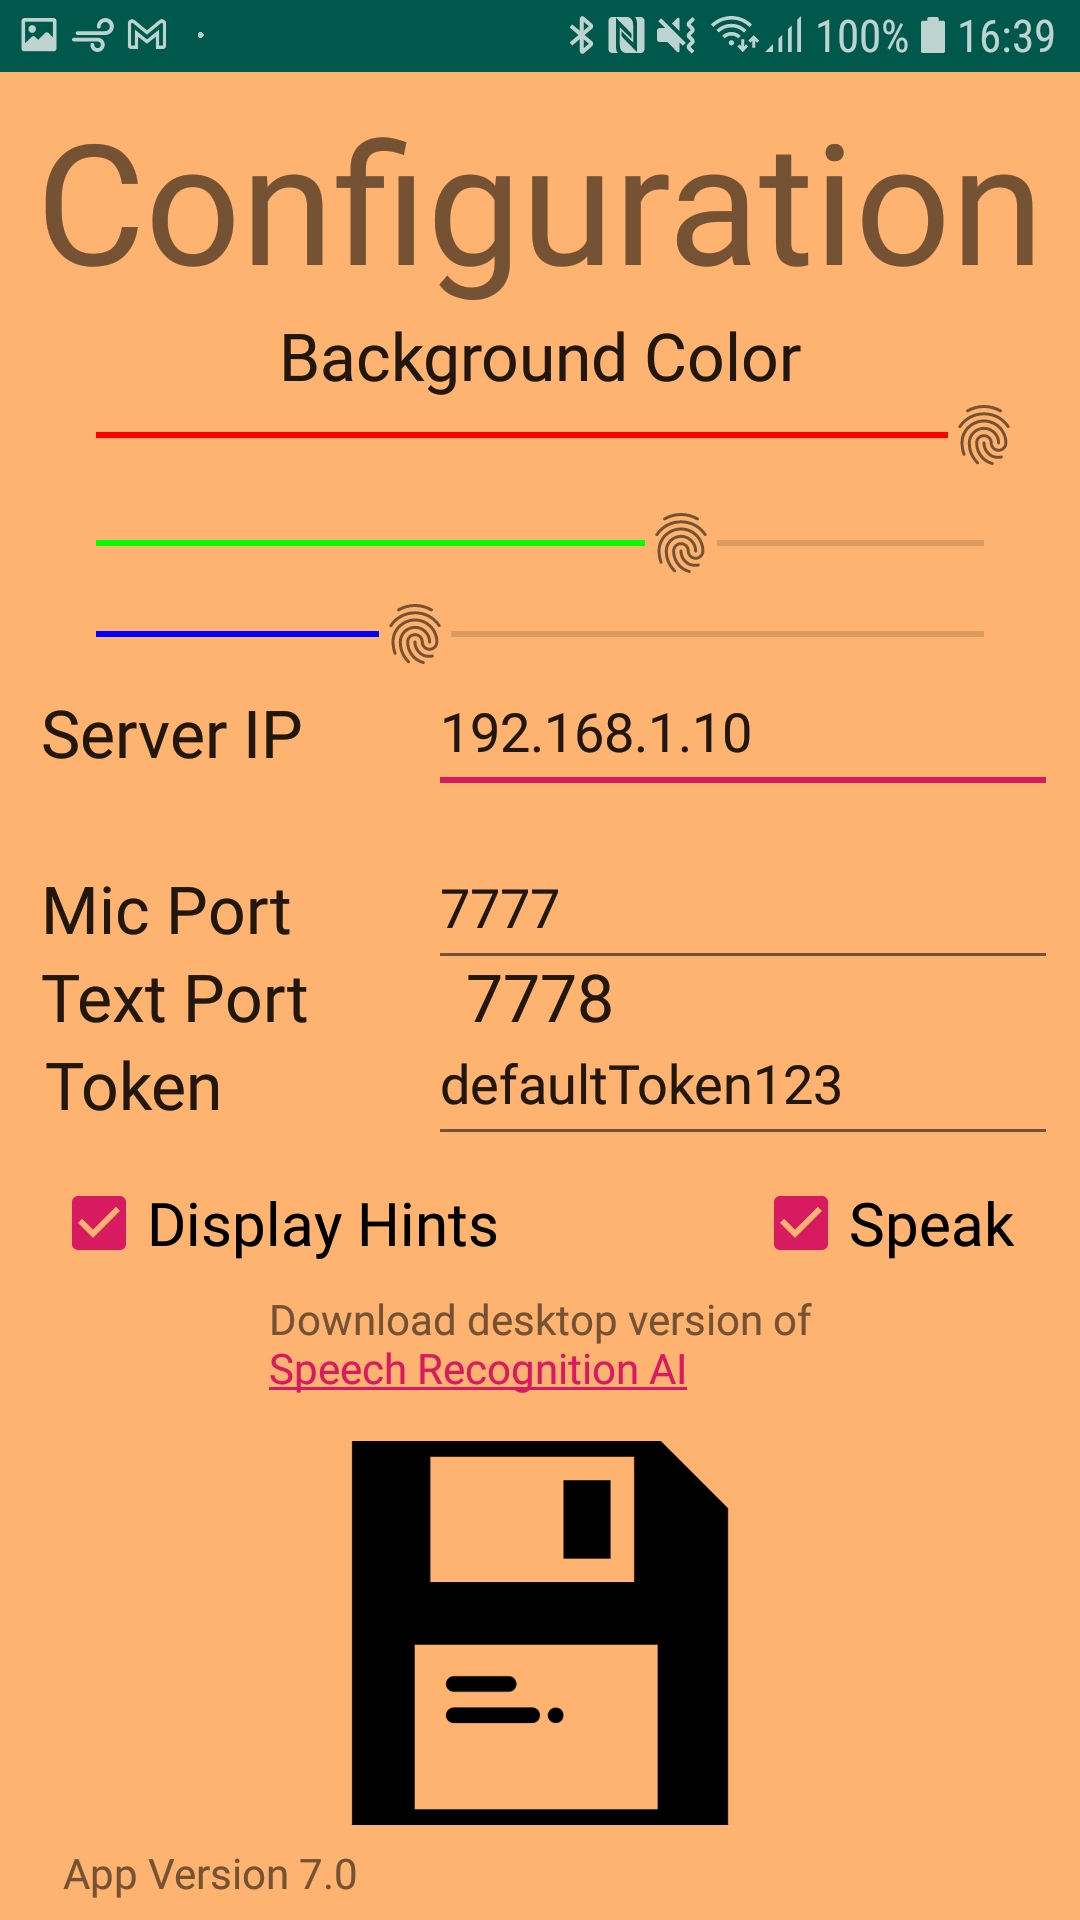 100% 16:39
Configuration
Background Color
Server IP 192.168.1.10
Mic Port 7777
Text Port 7778
Token defaultToken123
Display Hints Speak
Download desktop version of
Speech Recognition AI
App Version 7.0